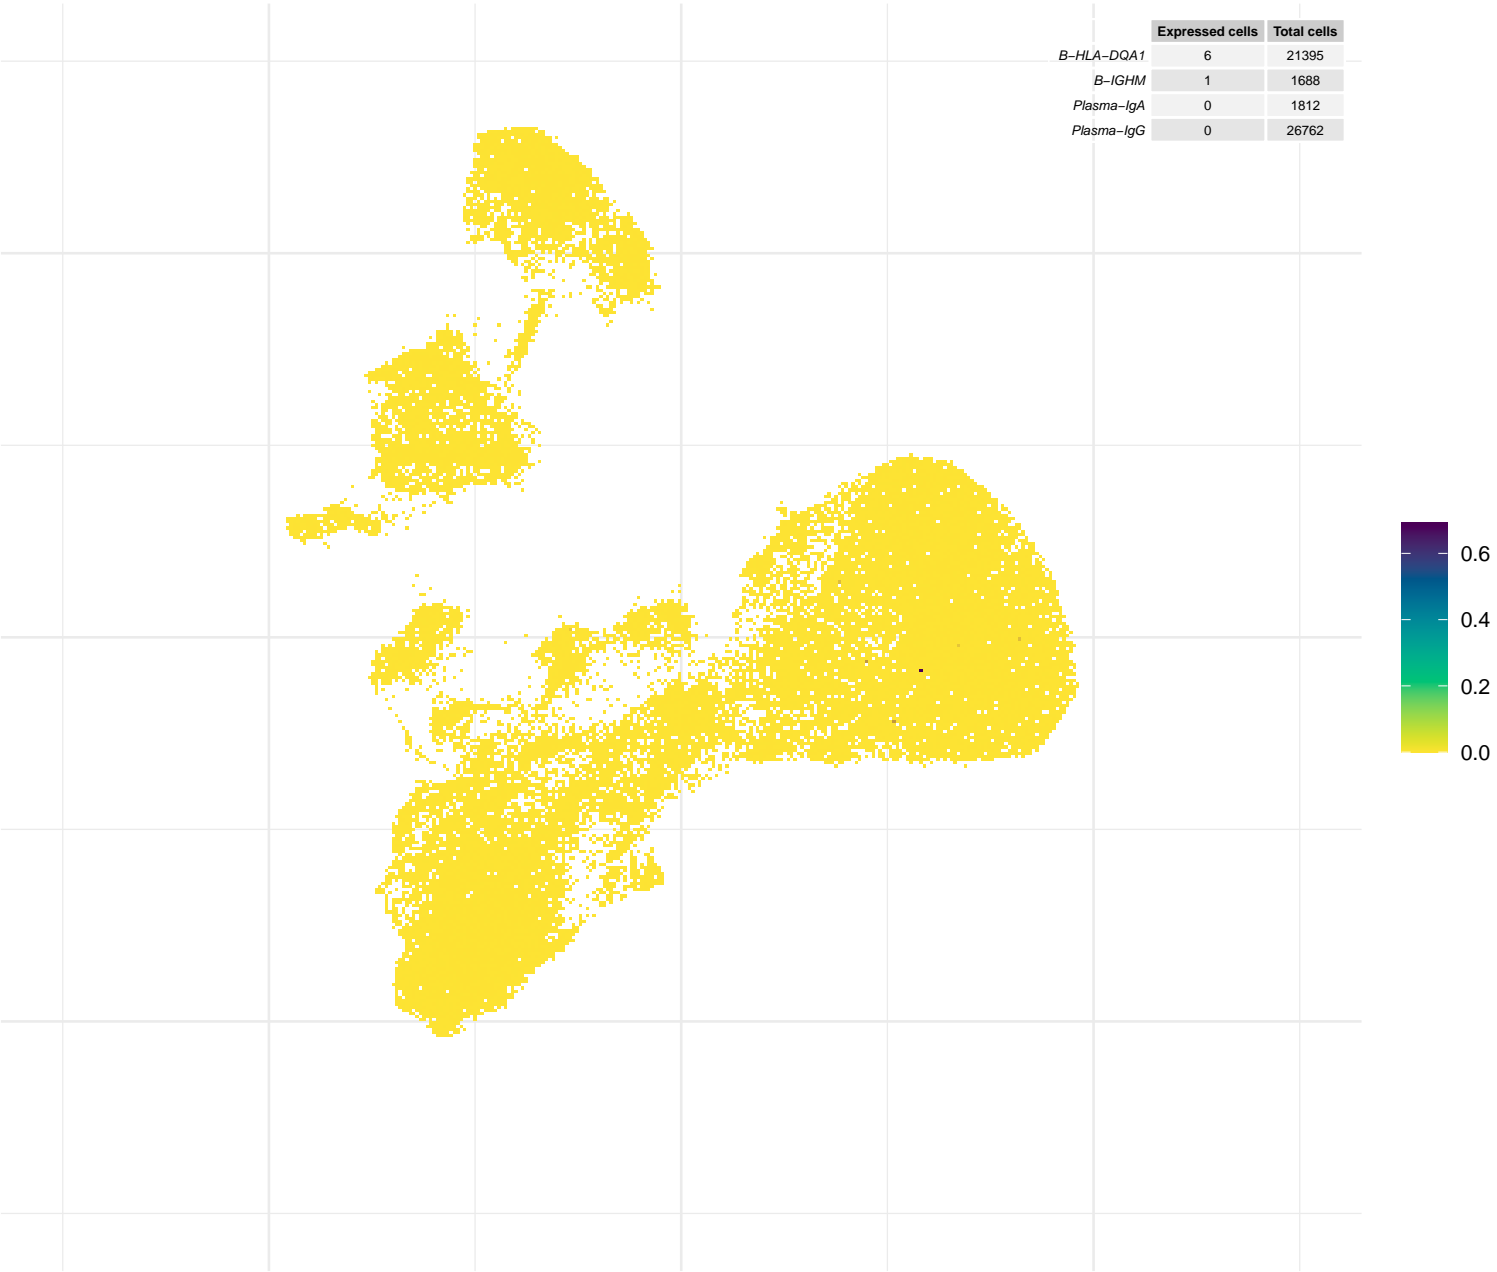 Expressed cells Total cells
B-HLA-DQA1 6 21395
B-IGHM 1 1688
Plasma-IgA 0 1812
Plasma-IgG 0 26762
0.6
0.4
0.2
0.0